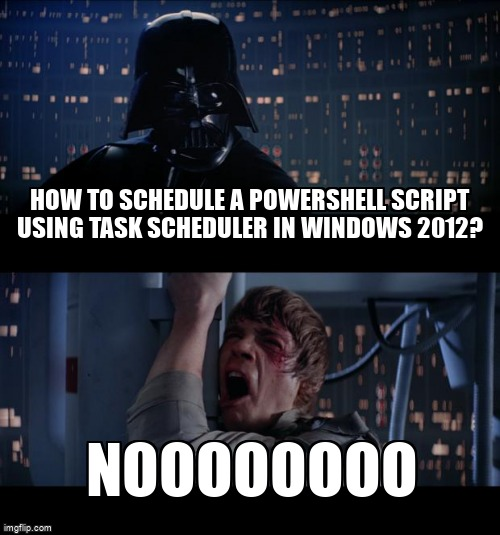 HOW TO SCHEDULE A POWERSHELL SCRIPT
USING TASK SCHEDULER IN WINDOWS 2012?
NOOOOOOOO
imgflip.com